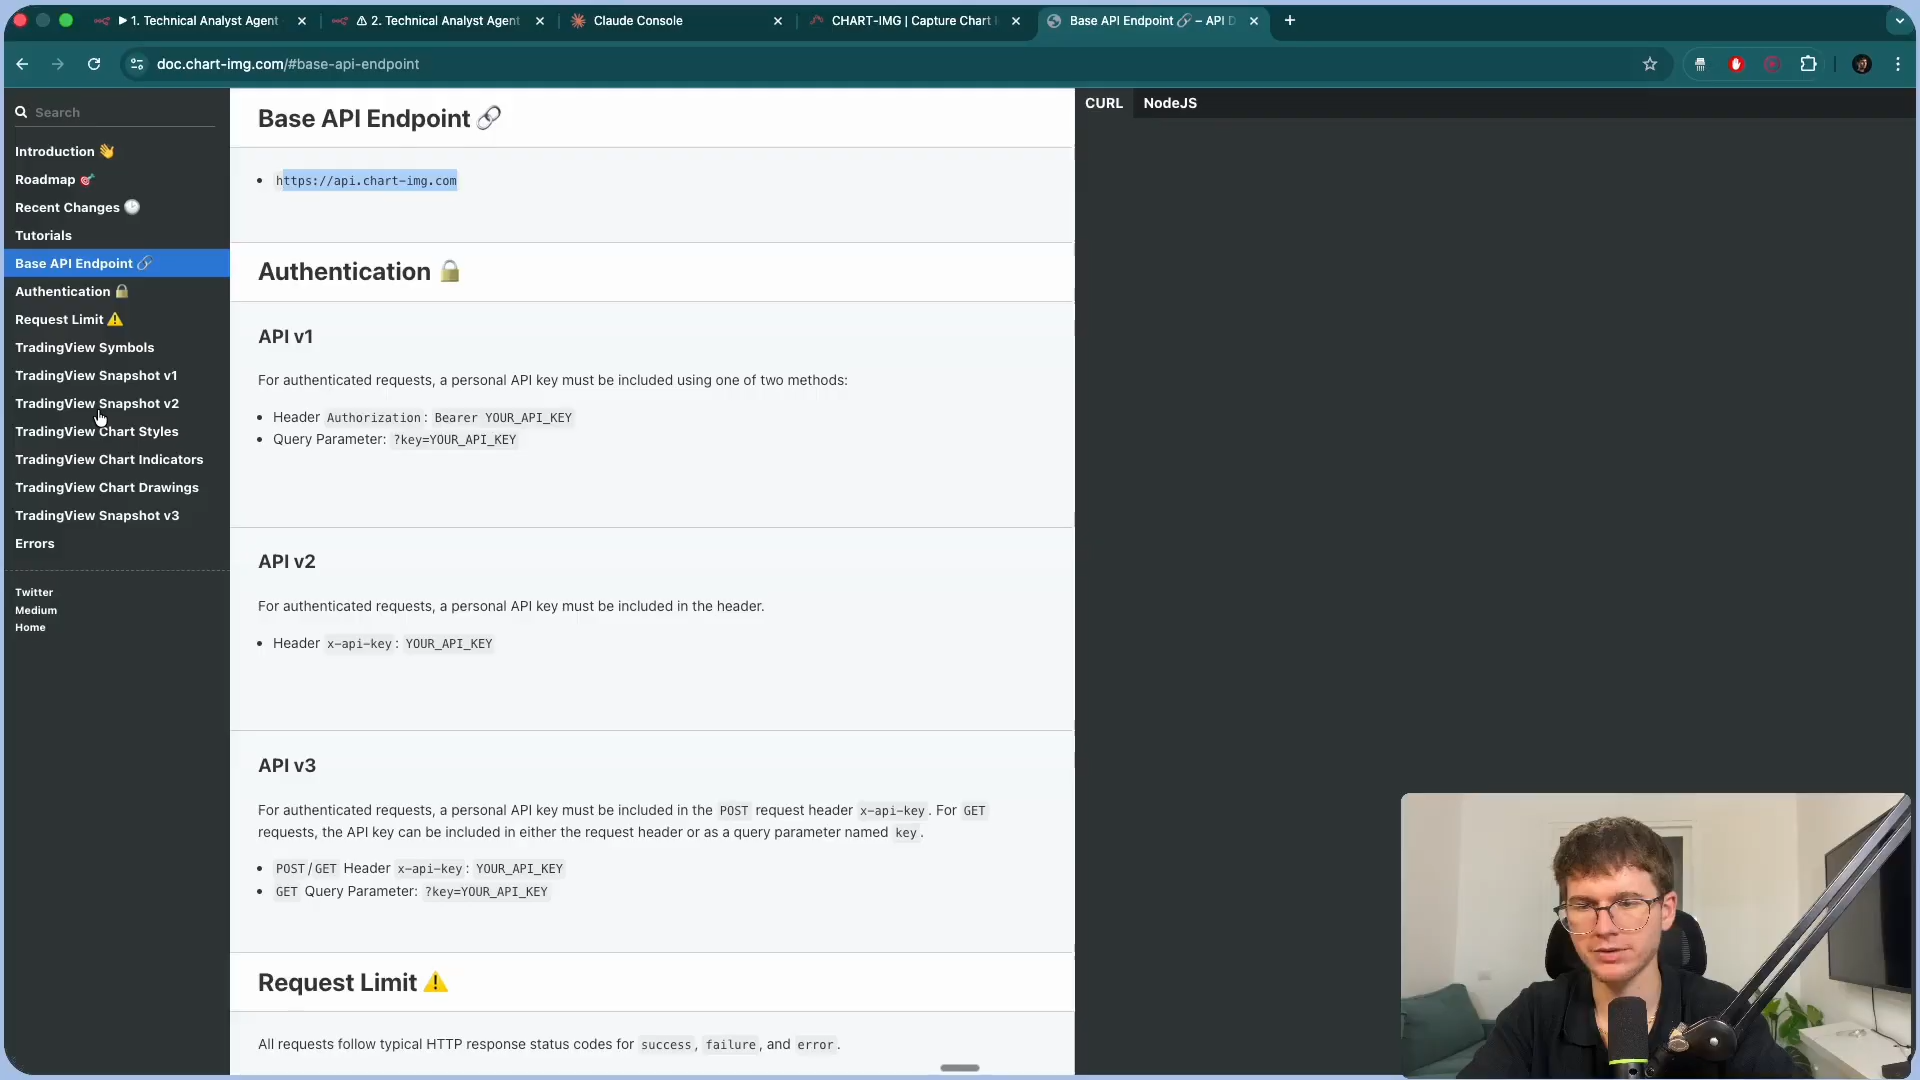 1. Technical Analyst Agent
2. Technical Analyst Agent
Claude Console
CHART-IMG | Capture Chart
Base API Endpoint 🔗 – API D
doc.chart-img.com/#base-api-endpoint
Search
Introduction 👋
Roadmap 🎯
Recent Changes 🕒
Tutorials
Base API Endpoint 🔗
Authentication 🔒
Request Limit ⚠️
TradingView Symbols
TradingView Snapshot v1
TradingView Snapshot v2
TradingView Chart Styles
TradingView Chart Indicators
TradingView Chart Drawings
TradingView Snapshot v3
Errors
Twitter
Medium
Home
Base API Endpoint 🔗
• https://api.chart-img.com
Authentication 🔒
API v1
For authenticated requests, a personal API key must be included using one of two methods:
• Header Authorization: Bearer YOUR_API_KEY
• Query Parameter: ?key=YOUR_API_KEY
API v2
For authenticated requests, a personal API key must be included in the header.
• Header x-api-key: YOUR_API_KEY
API v3
For authenticated requests, a personal API key must be included in the POST request header x-api-key. For GET
requests, the API key can be included in either the request header or as a query parameter named key.
• POST/GET Header x-api-key: YOUR_API_KEY
• GET Query Parameter: ?key=YOUR_API_KEY
Request Limit ⚠️
All requests follow typical HTTP response status codes for success, failure, and error.
CURL
NodeJS